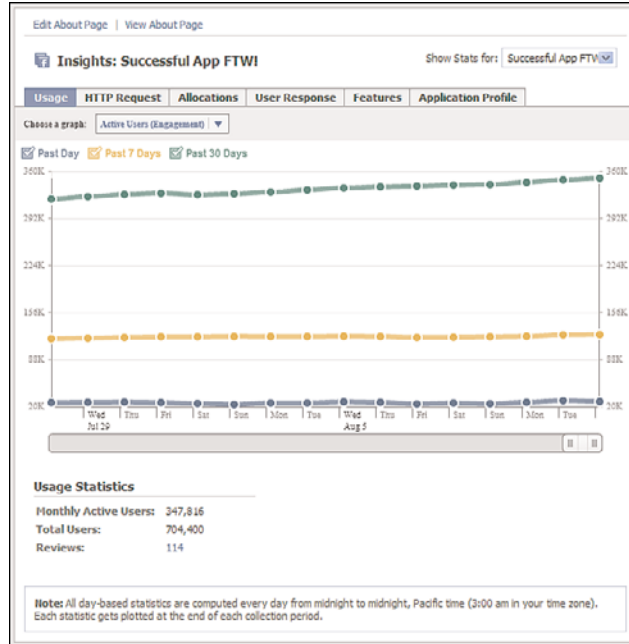 Edit About Page | View About Page
Insights: Successful App FTW!
Show Stats for: Successful App FTW
Usage HTTP Request Allocations User Response Features Application Profile
Choose a graph: Active Users (Engagement)
Past Day Past 7 Days Past 30 Days
360K 360K
292K 292K
224K 224K
156K 156K
88K 88K
20K 20K
Wed Thu Fri Sat Sun Mon Tue Wed Thu Fri Sat Sun Mon Tue
Jul 29 Aug 5
Usage Statistics
Monthly Active Users: 347,816
Total Users: 704,400
Reviews: 114
Note: All day-based statistics are computed every day from midnight to midnight, Pacific time (3:00 am in your time zone).
Each statistic gets plotted at the end of each collection period.